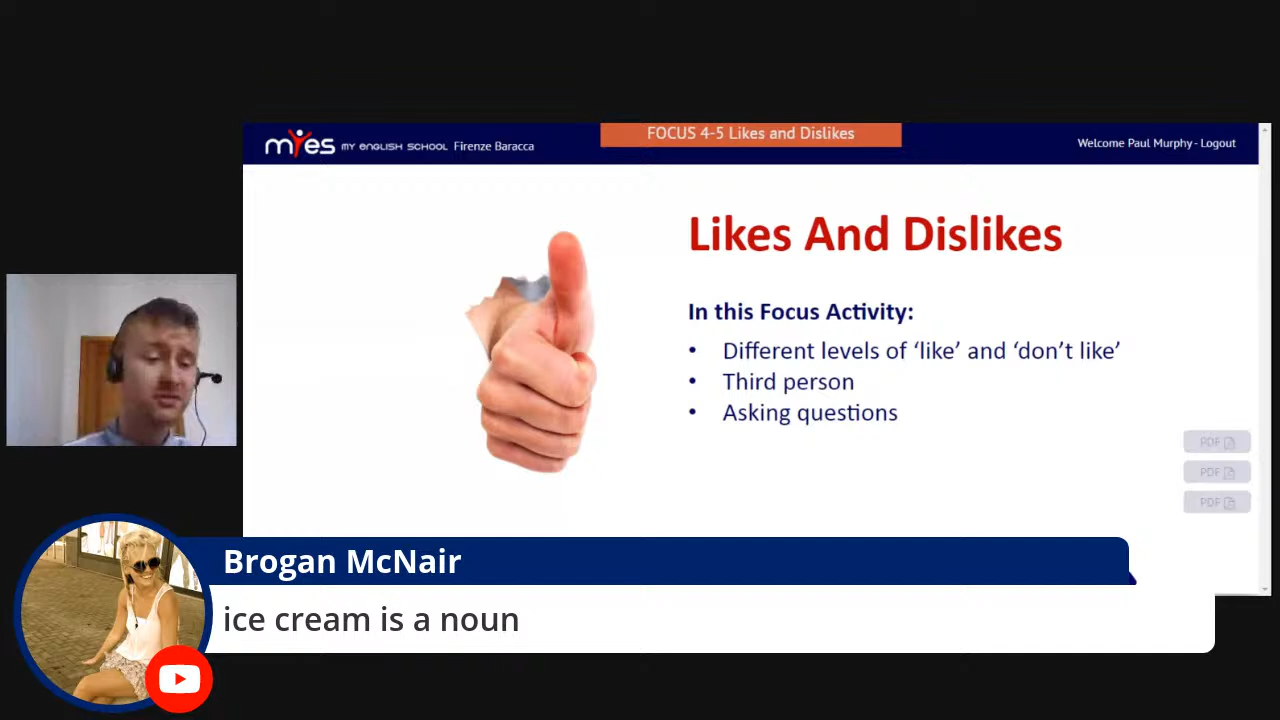 FOCUS 4-5 Likes and Dislikes
myes MY ENGLISH SCHOOL Firenze Baracca
Welcome Paul Murphy - Logout
Likes And Dislikes
In this Focus Activity:
• Different levels of ‘like’ and ‘don’t like’
• Third person
• Asking questions
PDF
PDF
PDF
Brogan McNair
ice cream is a noun